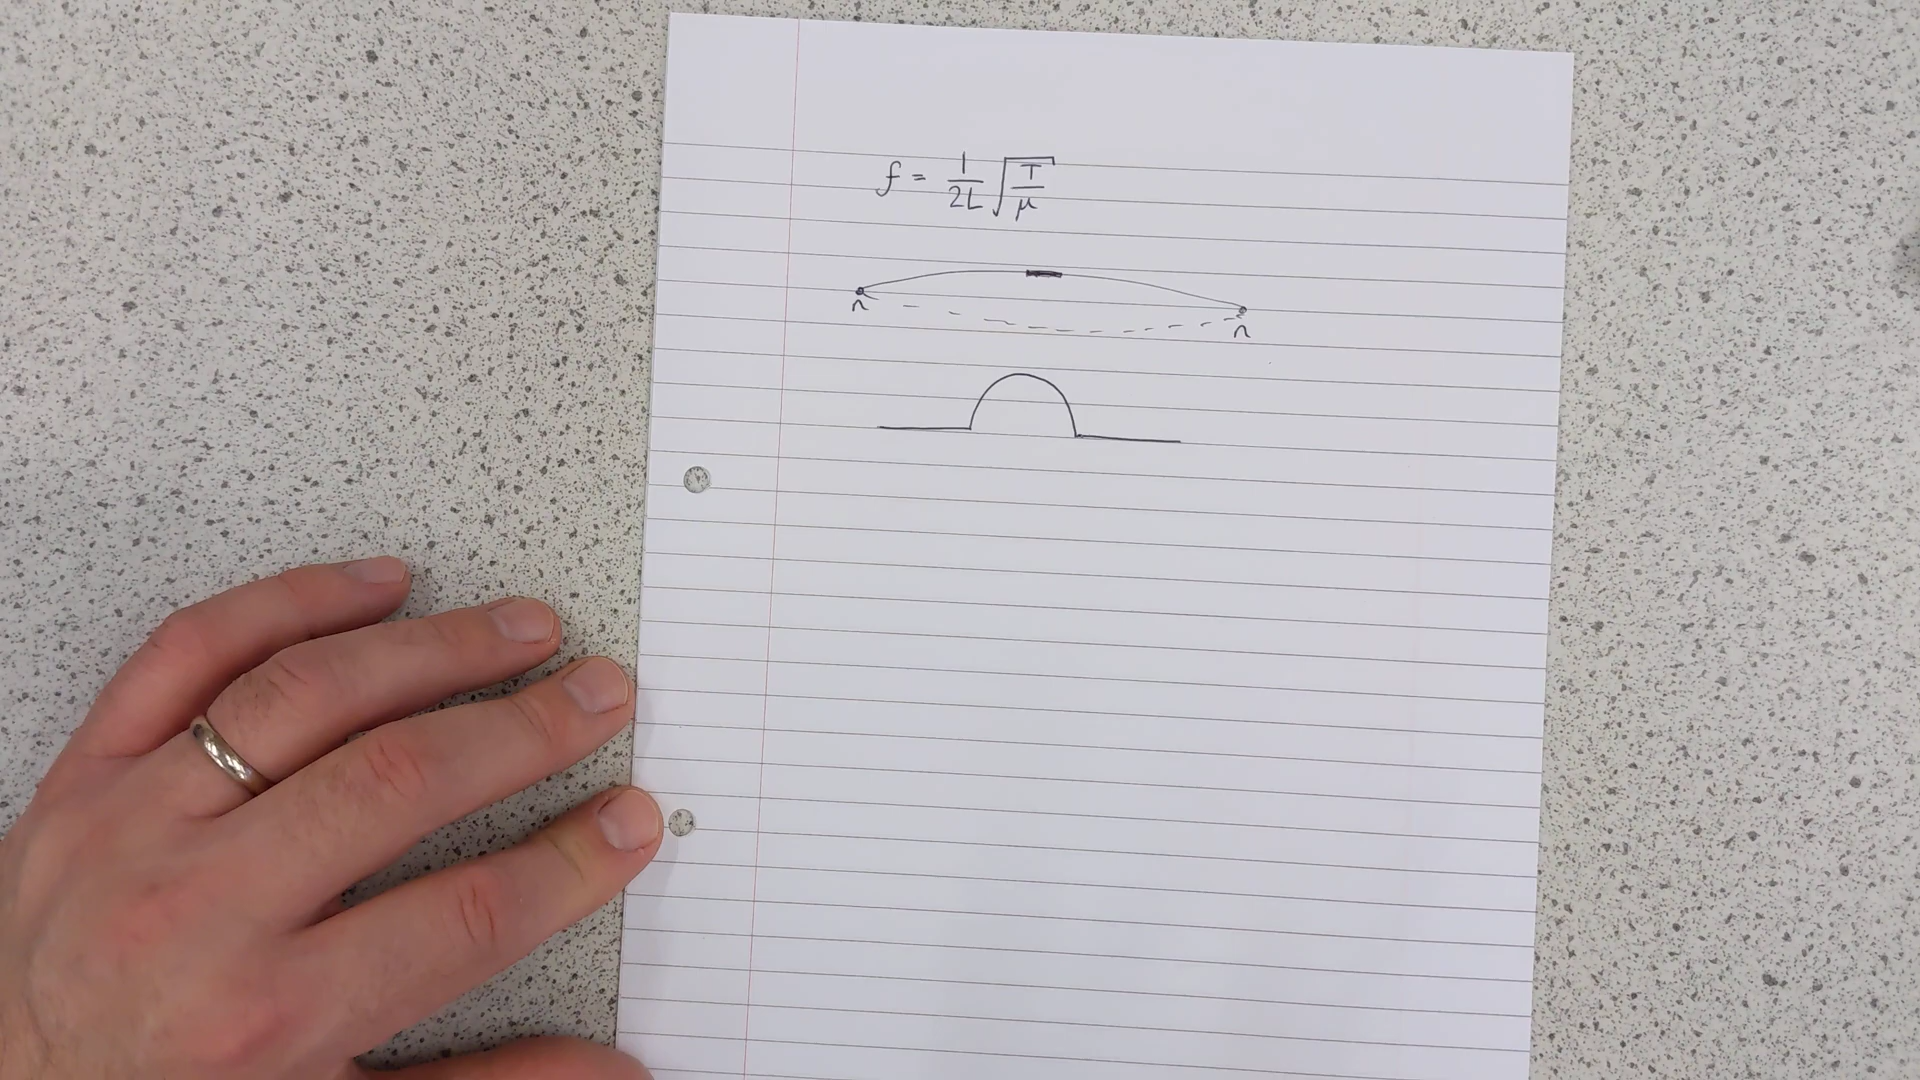 f = 1/2L √T/μ
n
n